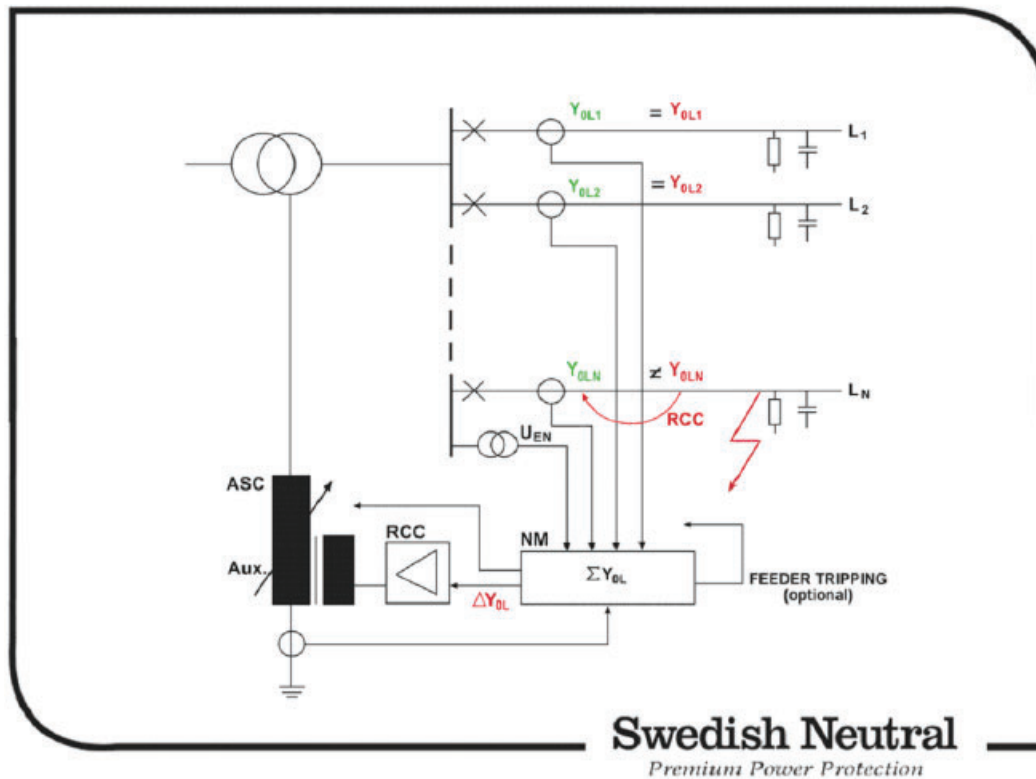 Y0L1 = Y0L1 L1
Y0L2 = Y0L2 L2
Y0LN ≠ Y0LN LN
RCC
UEN
ASC
RCC
NM
Aux.
ΣY0L
ΔY0L
FEEDER TRIPPING
(optional)
Swedish Neutral
Premium Power Protection